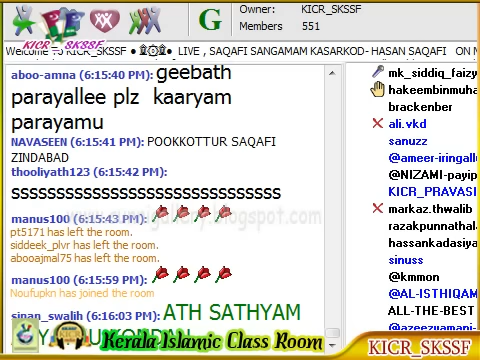 Owner: KICR_SKSSF
G
Members 551
KICR_SKSSF
KICR_SKSSF LIVE , SAQAFI SANGAMAM KASARKOD- HASAN SAQAFI ON M
aboo-amna (6:15:40 PM): geebath
parayallee plz kaaryam
parayamu
NAVASEEN (6:15:41 PM): POOKKOTTUR SAQAFI
ZINDABAD
thooliyath123 (6:15:42 PM):
sssssssssssssssssssssssssssssss
manus100 (6:15:43 PM):
pt5171 has left the room.
siddeek_plvr has left the room.
abooajmal75 has left the room.
manus100 (6:15:59 PM):
Noufupkn has joined the room
sinan_swalih (6:16:03 PM): ATH SATHYAM
mk_siddiq_faizy
hakeembinmuha
brackenber
ali.vkd
sanuzz
@ameer-iringallu
@NIZAMI-payip
KICR_PRAVASI
markaz.thwalib
razakpunnathala
hassankadasiya
sinuss
@kmmon
@AL-ISTHIQAM
ALL-THE-BEST
@azeezuamani-
Kerala Islamic Class Room
KICR_SKSSF